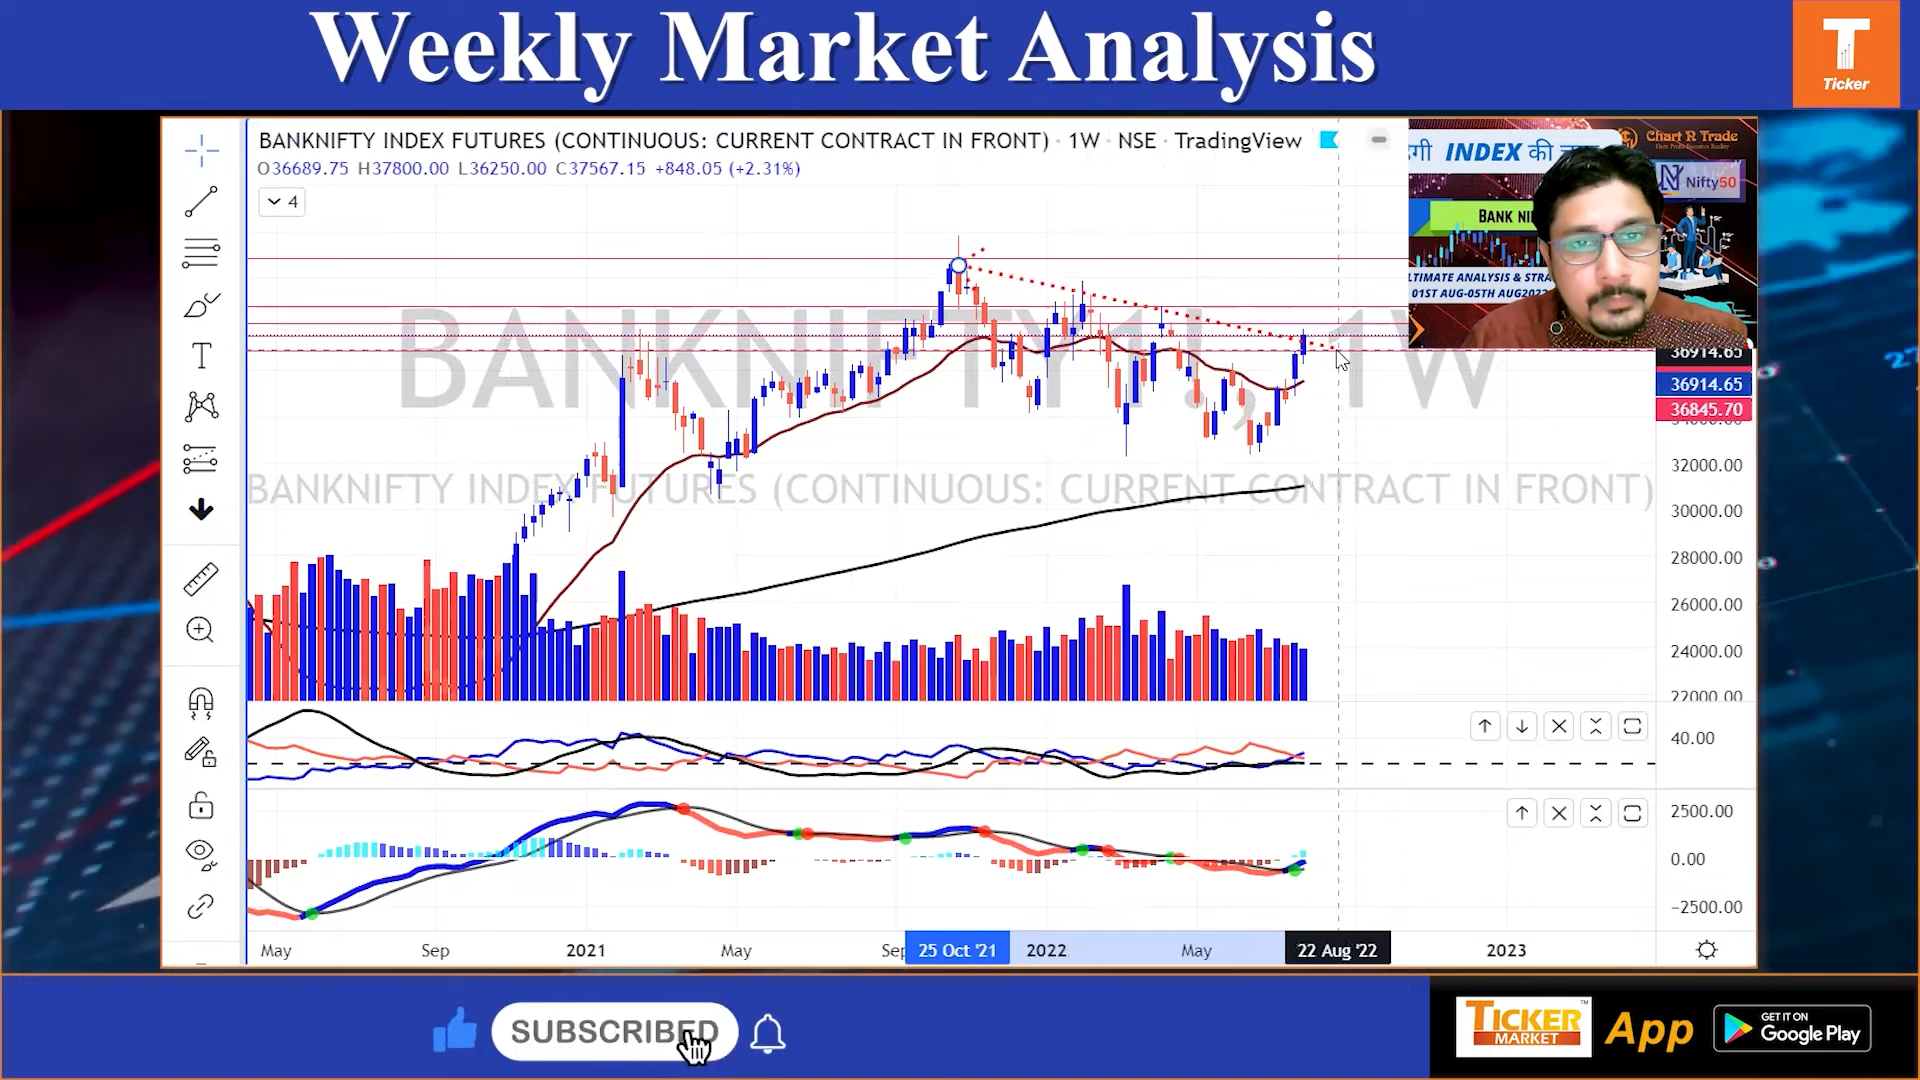 Weekly Market Analysis
T
Ticker
BANKNIFTY INDEX FUTURES (CONTINUOUS: CURRENT CONTRACT IN FRONT) · 1W · NSE · TradingView
O36689.75 H37800.00 L36250.00 C37567.15 +848.05 (+2.31%)
4
INDEX की
Chart R Trade
Nifty50
BANK NI
LTIMATE ANALYSIS & STRA
01ST AUG-05TH AUG2022
BANKNIFTY1!, 1W
BANKNIFTY INDEX FUTURES (CONTINUOUS: CURRENT CONTRACT IN FRONT)
36914.65
36914.65
36845.70
34000.00
32000.00
30000.00
28000.00
26000.00
24000.00
22000.00
40.00
2500.00
0.00
−2500.00
May
Sep
2021
May
Sep
25 Oct '21
2022
May
22 Aug '22
2023
SUBSCRIBED
TICKER
MARKET
App
GET IT ON
Google Play